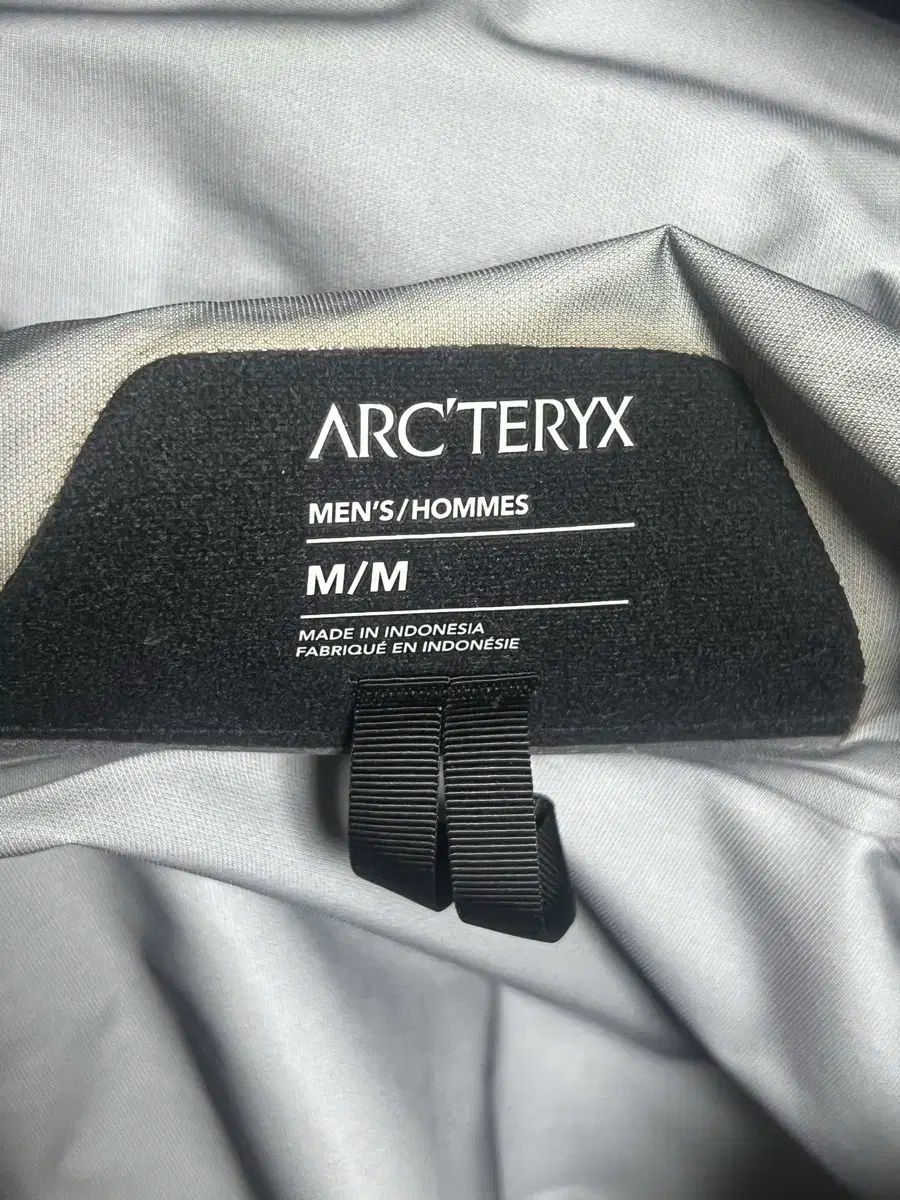 ARC'TERYX
MEN'S/HOMMES
M/M
MADE IN INDONESIA
FABRIQUÉ EN INDONÉSIE